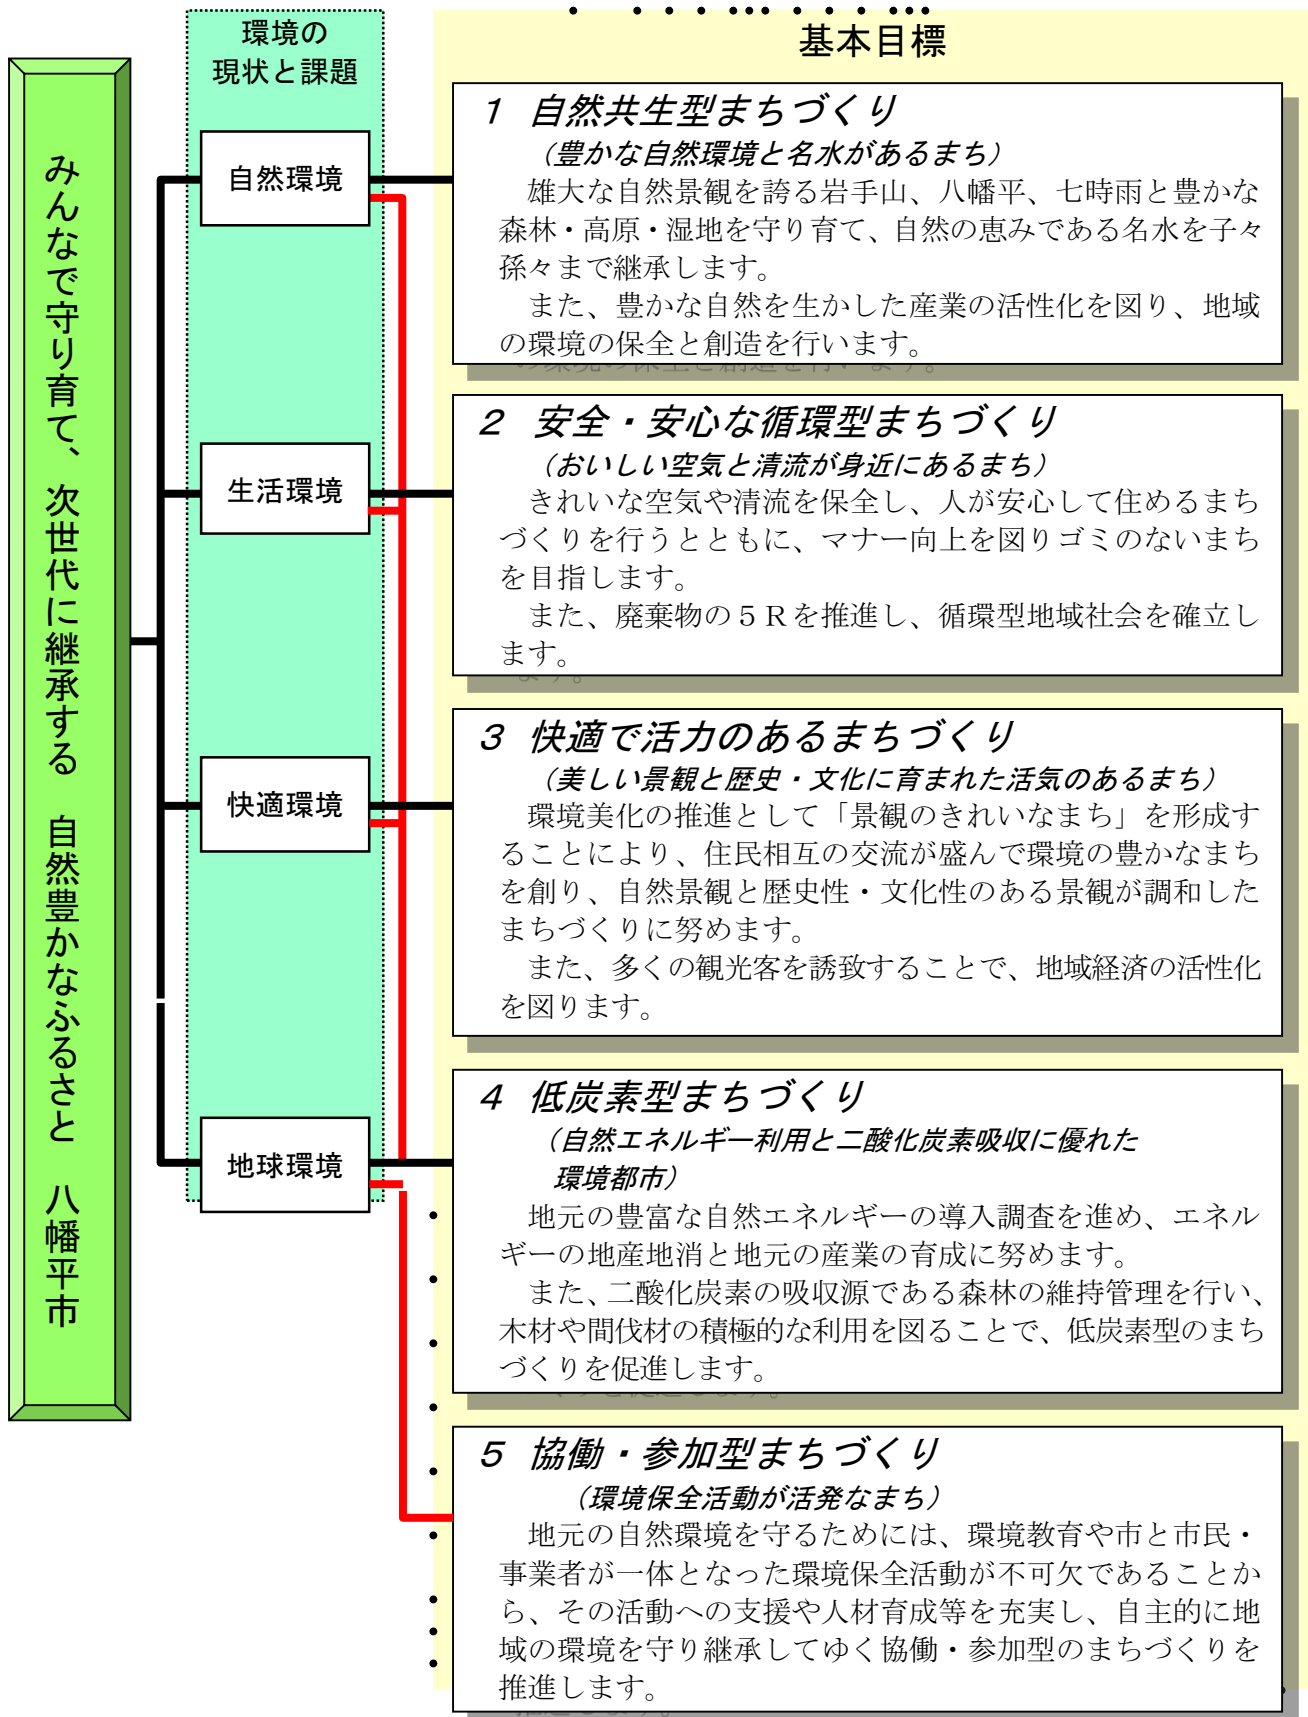 みんなで守り育て、次世代に継承する 自然豊かなふるさと 八幡平市
環境の
現状と課題
自然環境
生活環境
快適環境
地球環境
基本目標
1 自然共生型まちづくり
(豊かな自然環境と名水があるまち)
雄大な自然景観を誇る岩手山、八幡平、七時雨と豊かな
森林・高原・湿地を守り育て、自然の恵みである名水を子々
孫々まで継承します。
また、豊かな自然を生かした産業の活性化を図り、地域
の環境の保全と創造を行います。
2 安全・安心な循環型まちづくり
(おいしい空気と清流が身近にあるまち)
きれいな空気や清流を保全し、人が安心して住めるまち
づくりを行うとともに、マナー向上を図りゴミのないまち
を目指します。
また、廃棄物の5Rを推進し、循環型地域社会を確立し
ます。
3 快適で活力のあるまちづくり
(美しい景観と歴史・文化に育まれた活気のあるまち)
環境美化の推進として「景観のきれいなまち」を形成す
ることにより、住民相互の交流が盛んで環境の豊かなまち
を創り、自然景観と歴史性・文化性のある景観が調和した
まちづくりに努めます。
また、多くの観光客を誘致することで、地域経済の活性化
を図ります。
4 低炭素型まちづくり
(自然エネルギー利用と二酸化炭素吸収に優れた
環境都市)
地元の豊富な自然エネルギーの導入調査を進め、エネル
ギーの地産地消と地元の産業の育成に努めます。
また、二酸化炭素の吸収源である森林の維持管理を行い、
木材や間伐材の積極的な利用を図ることで、低炭素型のまち
づくりを促進します。
5 協働・参加型まちづくり
(環境保全活動が活発なまち)
地元の自然環境を守るためには、環境教育や市と市民・
事業者が一体となった環境保全活動が不可欠であることか
ら、その活動への支援や人材育成等を充実し、自主的に地
域の環境を守り継承してゆく協働・参加型のまちづくりを
推進します。